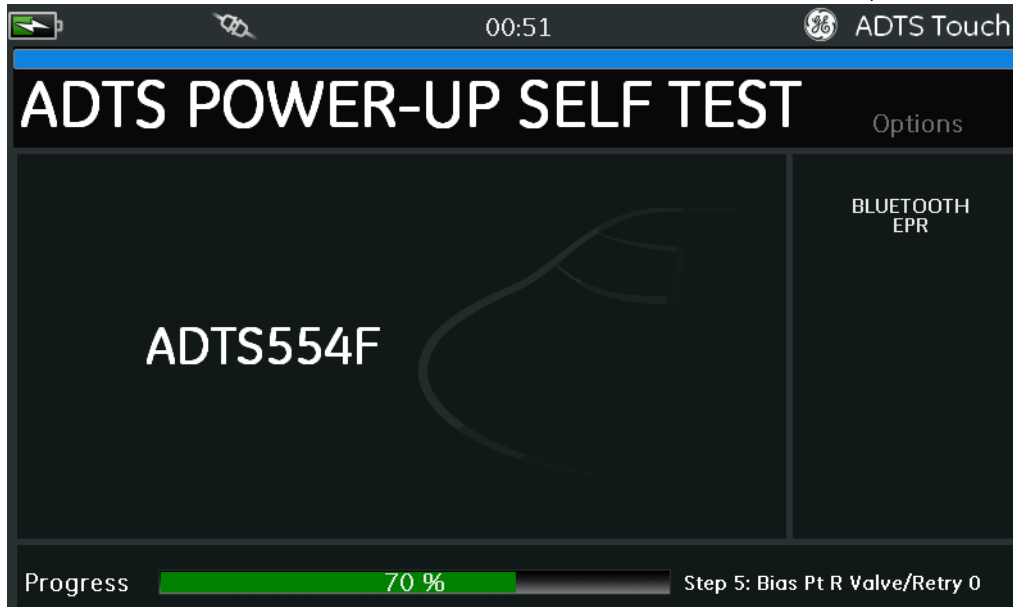 00:51
ADTS Touch
ADTS POWER-UP SELF TEST
Options
BLUETOOTH
EPR
ADTS554F
Progress
70 %
Step 5: Bias Pt R Valve/Retry 0